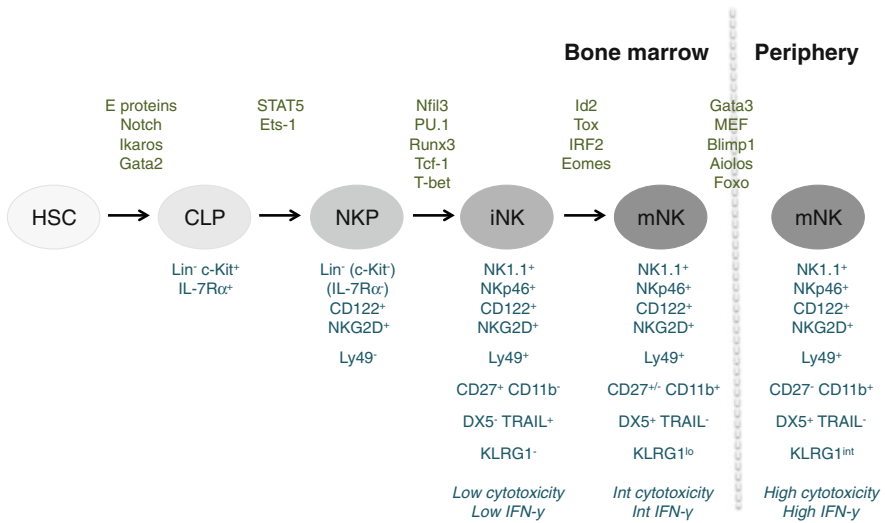 Bone marrow
Periphery
E proteins
Notch
Ikaros
Gata2
STAT5
Ets-1
Nfil3
PU.1
Runx3
Tcf-1
T-bet
Id2
Tox
IRF2
Eomes
Gata3
MEF
Blimp1
Aiolos
Foxo
HSC
CLP
NKP
iNK
mNK
mNK
Lin⁻ c-Kit⁺
IL-7Rα⁺
Lin⁻ (c-Kit⁻)
(IL-7Rα⁻)
CD122⁺
NKG2D⁺
Ly49⁻
NK1.1⁺
NKp46⁺
CD122⁺
NKG2D⁺
Ly49⁺
CD27⁺ CD11b⁻
DX5⁻ TRAIL⁺
KLRG1⁻
Low cytotoxicity
Low IFN-y
NK1.1⁺
NKp46⁺
CD122⁺
NKG2D⁺
Ly49⁺
CD27⁺/⁻ CD11b⁺
DX5⁺ TRAIL⁻
KLRG1ˡᵒ
Int cytotoxicity
Int IFN-γ
NK1.1⁺
NKp46⁺
CD122⁺
NKG2D⁺
Ly49⁺
CD27⁻ CD11b⁺
DX5⁺ TRAIL⁻
KLRG1ⁱⁿᵗ
High cytotoxicity
High IFN-y